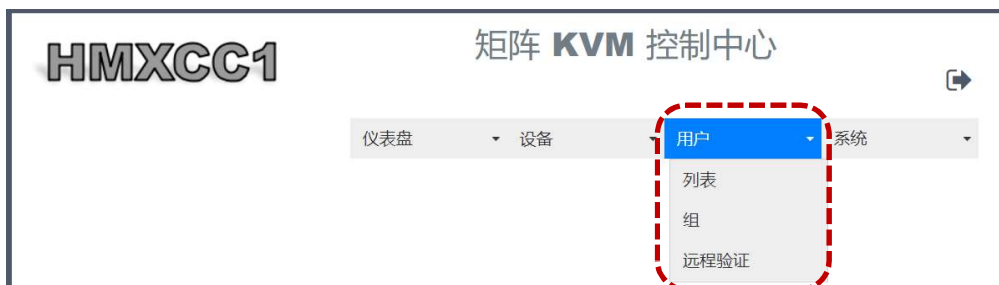 矩阵 KVM 控制中心
HMXCC1
仪表盘 设备 用户 系统
列表
组
远程验证